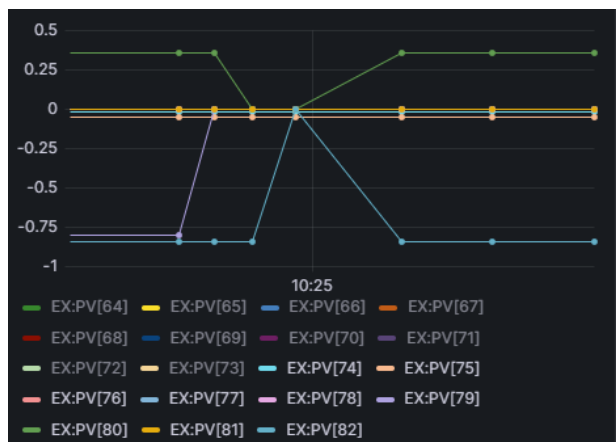 0.5
0.25
0
-0.25
-0.5
-0.75
-1
10:25
EX:PV[64] EX:PV[65] EX:PV[66] EX:PV[67]
EX:PV[68] EX:PV[69] EX:PV[70] EX:PV[71]
EX:PV[72] EX:PV[73] EX:PV[74] EX:PV[75]
EX:PV[76] EX:PV[77] EX:PV[78] EX:PV[79]
EX:PV[80] EX:PV[81] EX:PV[82]